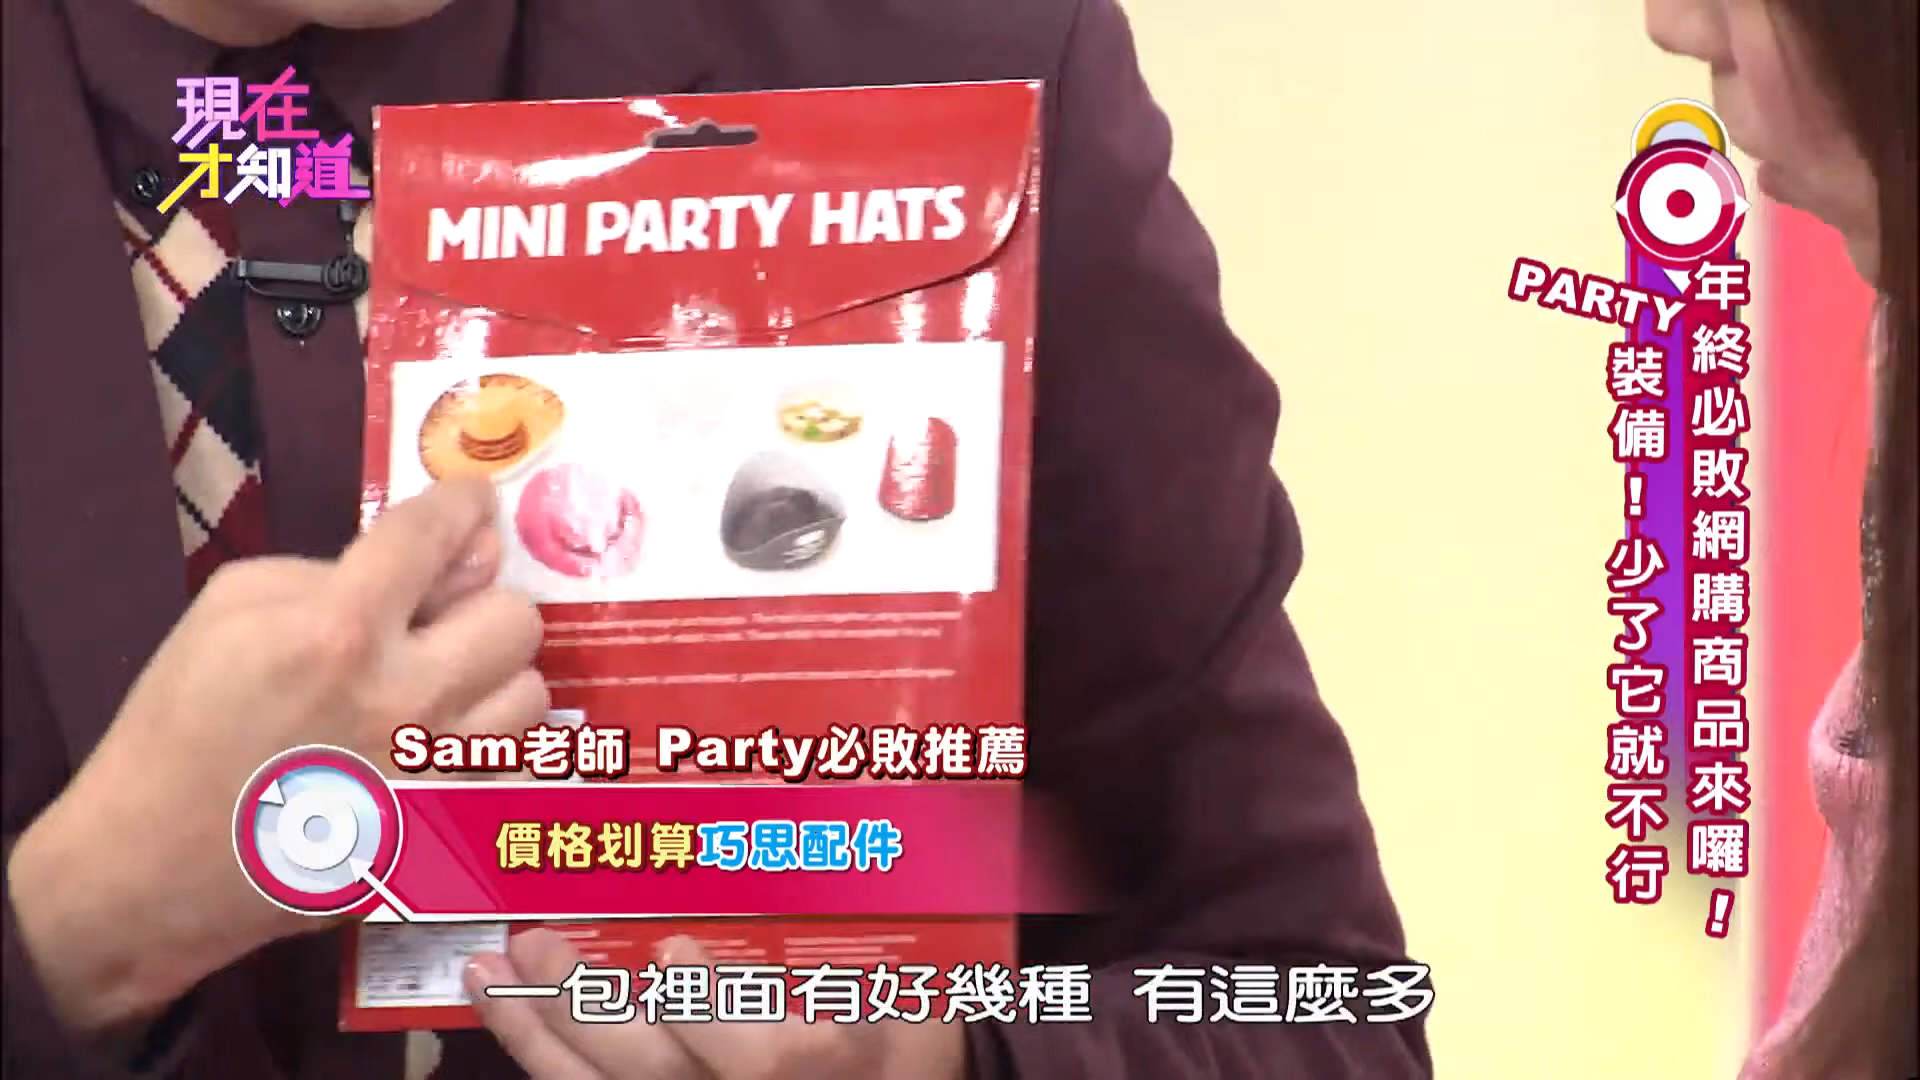 現在
才知道
MINI PARTY HATS
年終必敗網購商品來囉！
PARTY裝備！少了它就不行
Sam老師 Party必敗推薦
價格划算巧思配件
一包裡面有好幾種 有這麼多